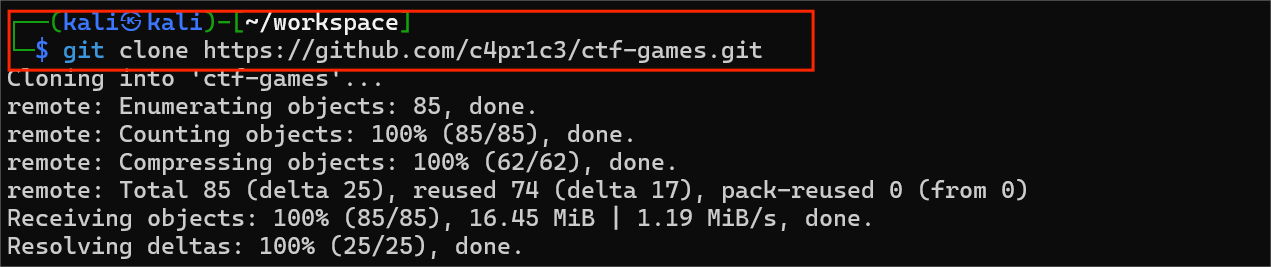 ┌──(kali㉿kali)-[~/workspace]
└─$ git clone https://github.com/c4pr1c3/ctf-games.git
Cloning into 'ctf-games'...
remote: Enumerating objects: 85, done.
remote: Counting objects: 100% (85/85), done.
remote: Compressing objects: 100% (62/62), done.
remote: Total 85 (delta 25), reused 74 (delta 17), pack-reused 0 (from 0)
Receiving objects: 100% (85/85), 16.45 MiB | 1.19 MiB/s, done.
Resolving deltas: 100% (25/25), done.